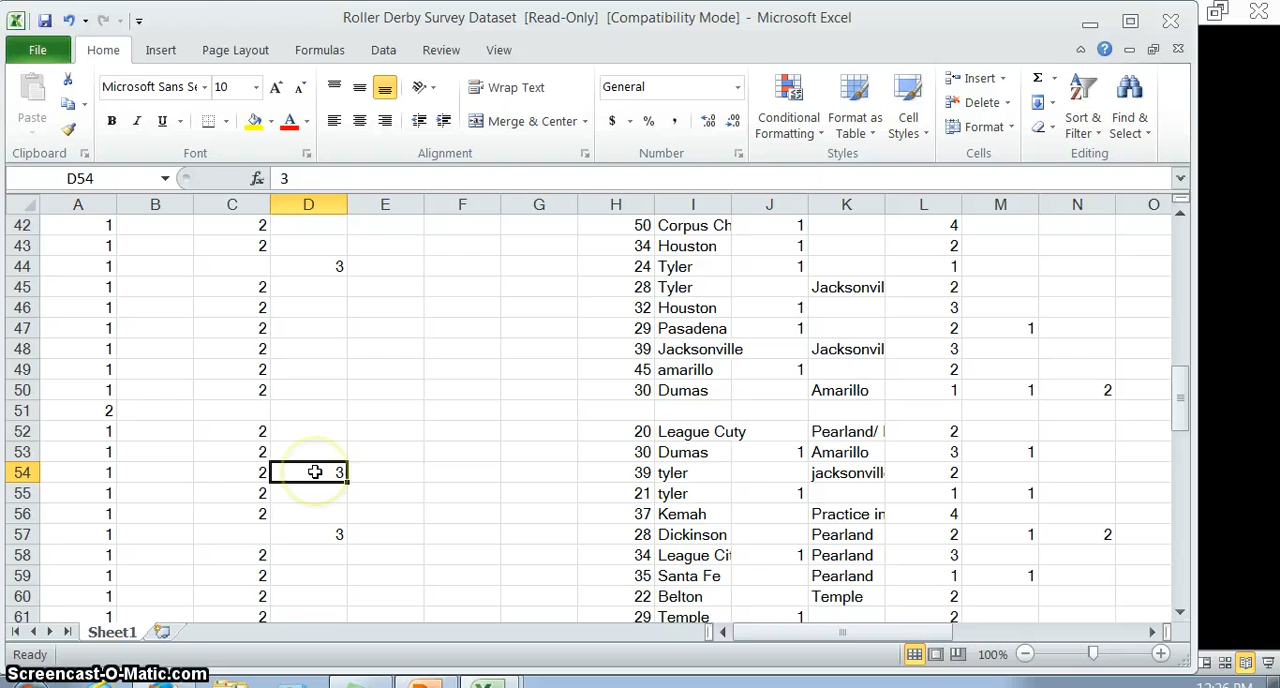 Roller Derby Survey Dataset [Read-Only] [Compatibility Mode] - Microsoft Excel
File Home Insert Page Layout Formulas Data Review View
Paste Microsoft Sans Se 10 Wrap Text General Insert Σ
B I U Merge & Center $ % , Conditional Formatting Format as Table Cell Styles Delete Format Sort & Filter Find & Select
Clipboard Font Alignment Number Styles Cells Editing
D54 fx 3
A B C D E F G H I J K L M N O
42 1 2 50 Corpus Ch 1 4
43 1 2 34 Houston 1 2
44 1 3 24 Tyler 1 1
45 1 2 28 Tyler Jacksonvil 2
46 1 2 32 Houston 1 3
47 1 2 29 Pasadena 1 2 1
48 1 2 39 Jacksonville Jacksonvil 3
49 1 2 45 amarillo 1 2
50 1 2 30 Dumas Amarillo 1 1 2
51 2
52 1 2 20 League Cuty Pearland/ 2
53 1 2 30 Dumas 1 Amarillo 3 1
54 1 2 3 39 tyler jacksonville 2
55 1 2 21 tyler 1 1 1
56 1 2 37 Kemah Practice in 4
57 1 3 28 Dickinson Pearland 2 1 2
58 1 2 34 League Cit 1 Pearland 3
59 1 2 35 Santa Fe Pearland 1 1
60 1 2 22 Belton Temple 2
61 1 2 29 Temple 1 2
Sheet1
Ready 100%
Screencast-O-Matic.com
12:26 PM